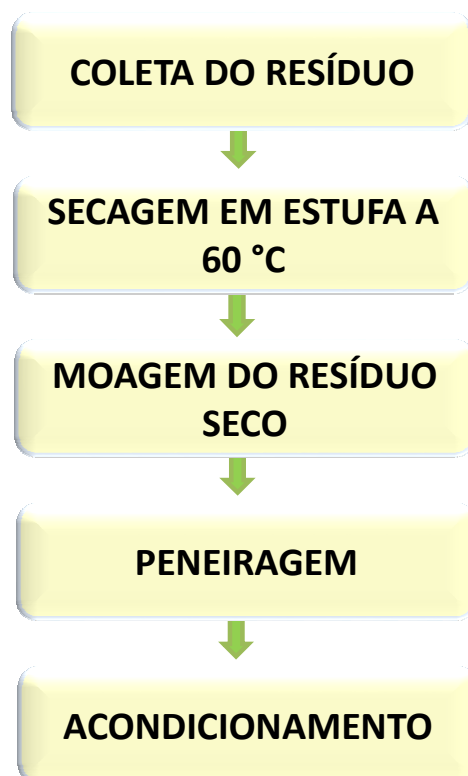 COLETA DO RESÍDUO
SECAGEM EM ESTUFA A
60 °C
MOAGEM DO RESÍDUO
SECO
PENEIRAGEM
ACONDICIONAMENTO